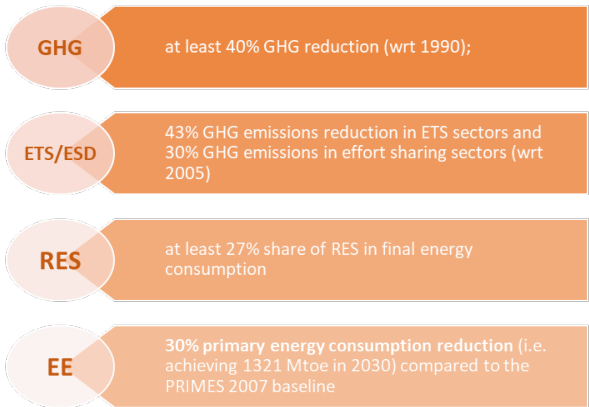 GHG
at least 40% GHG reduction (wrt 1990);
ETS/ESD
43% GHG emissions reduction in ETS sectors and
30% GHG emissions in effort sharing sectors (wrt
2005)
RES
at least 27% share of RES in final energy
consumption
EE
30% primary energy consumption reduction (i.e.
achieving 1321 Mtoe in 2030) compared to the
PRIMES 2007 baseline